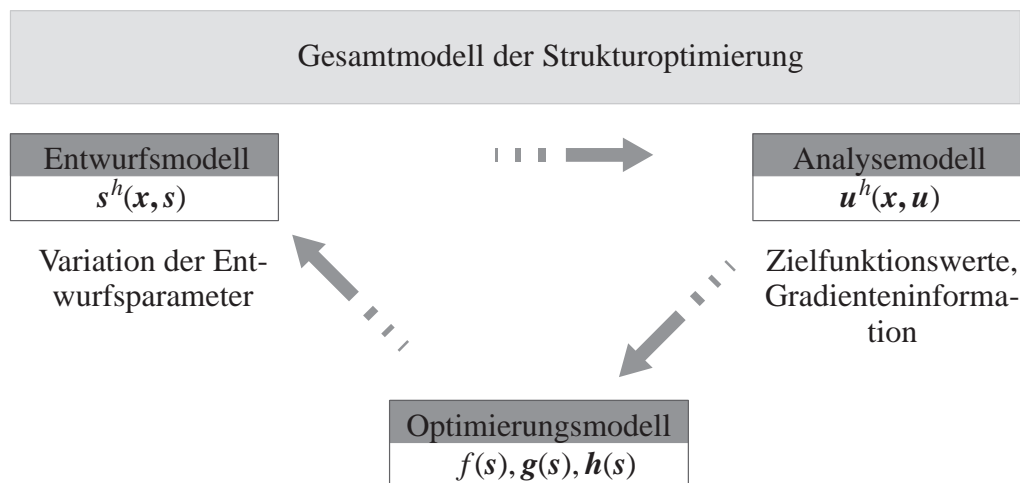 Gesamtmodell der Strukturoptimierung
Entwurfsmodell
s^h(x, s)
Variation der Ent-
wurfsparameter
Analysemodell
u^h(x, u)
Zielfunktionswerte,
Gradienteninforma-
tion
Optimierungsmodell
f(s), g(s), h(s)